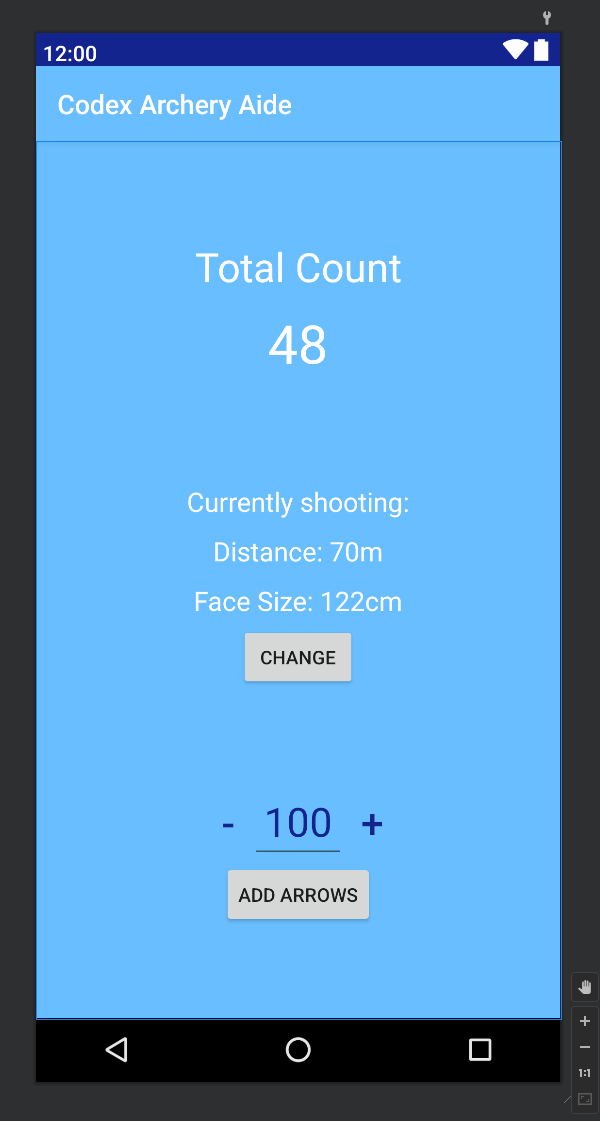 12:00
Codex Archery Aide
Total Count
48
Currently shooting:
Distance: 70m
Face Size: 122cm
CHANGE
- 100 +
ADD ARROWS
+
−
1:1